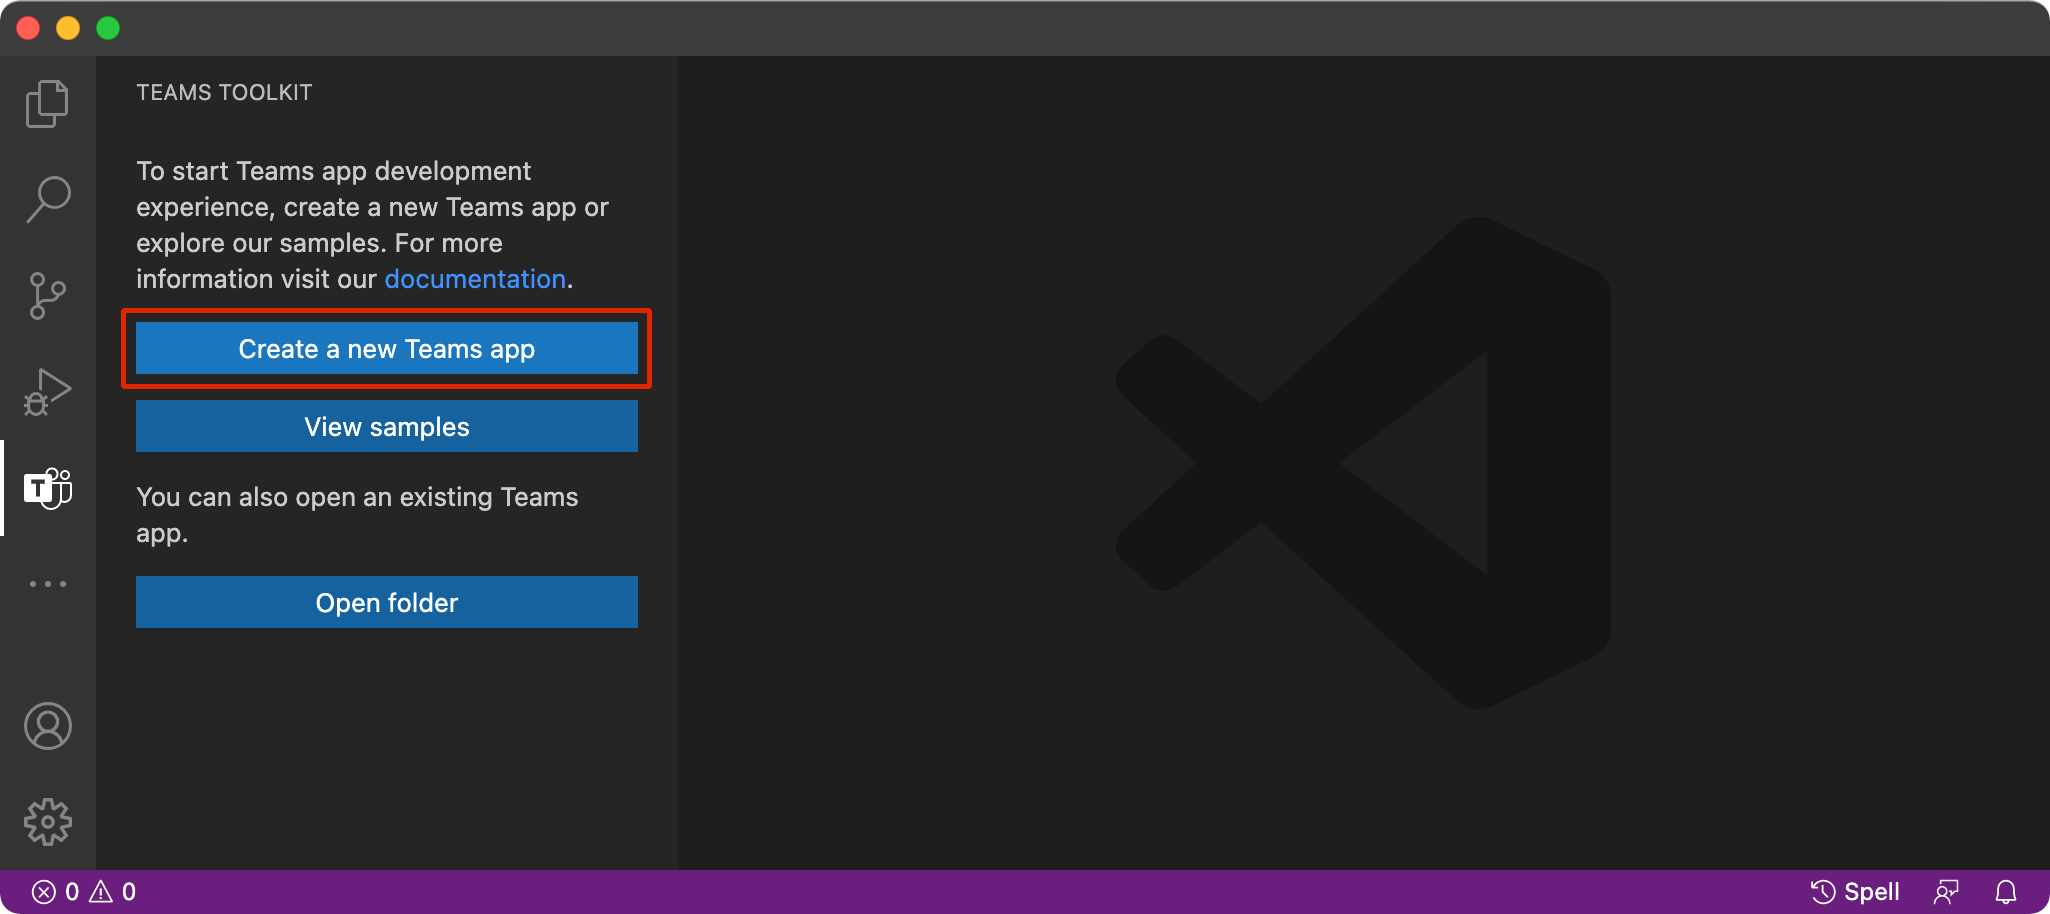 TEAMS TOOLKIT
To start Teams app development
experience, create a new Teams app or
explore our samples. For more
information visit our documentation.
Create a new Teams app
View samples
T
You can also open an existing Teams
app.
Open folder
0 0
Spell